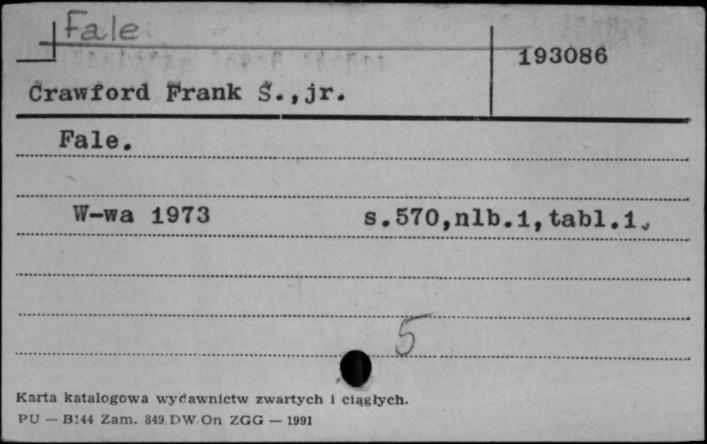 Fale
193086
Crawford Frank S.,jr.
Fale.
W-wa 1973 s.570,nlb.1,tabl.1.
5
Karta katalogowa wydawnictw zwartych i ciągłych.
PU — B144 Zam. 849 DW On ZGG — 1991